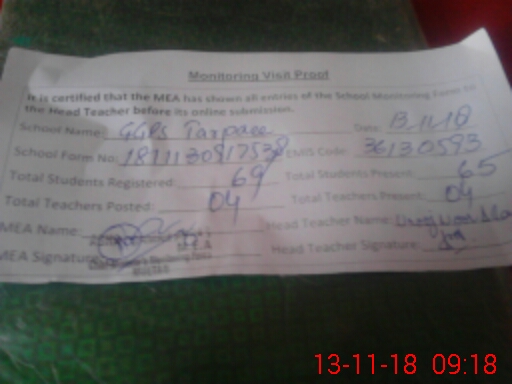 Monitoring Visit Proof
It is certified that the MEA has shown all entries of the School Monitoring Form to
the Head Teacher before its online submission.
School Name: GGPS Date: 13.11.18
School Form No: EMIS Code: 36130593
Total Students Registered: 69 Total Students Present: 65
Total Teachers Posted: 04 Total Teachers Present: 04
MEA Name: Head Teacher Name:
MEA Signature Head Teacher Signature:
13-11-18 09:18